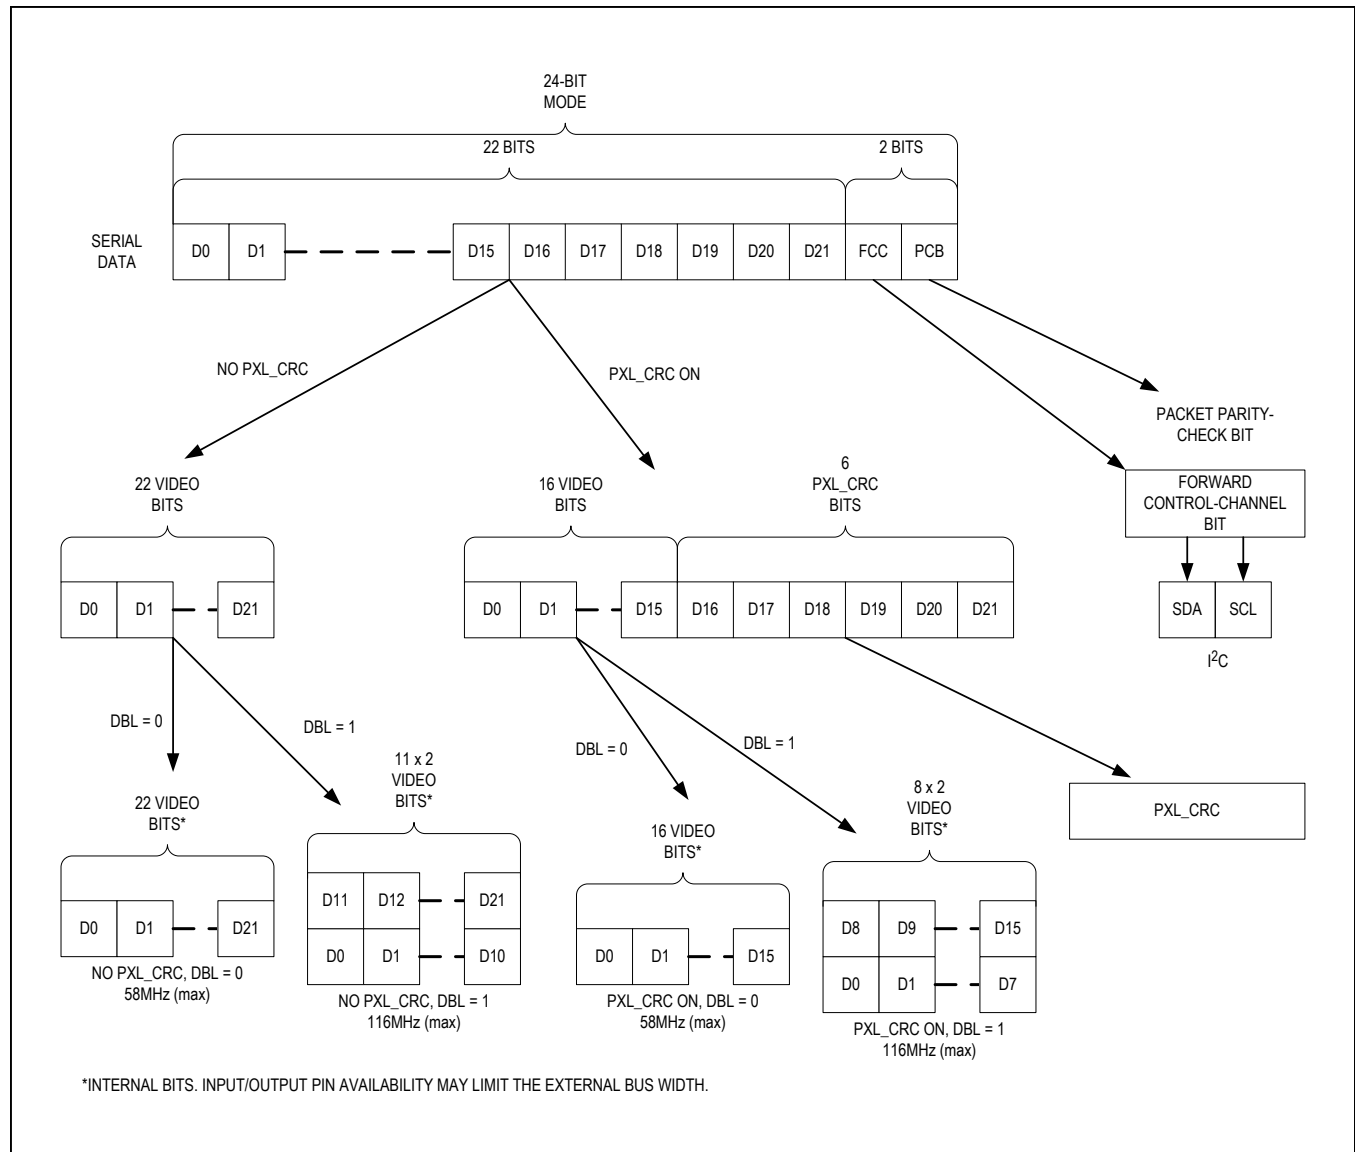 24-BIT
MODE
22 BITS
2 BITS
SERIAL
DATA
D0 D1 D15 D16 D17 D18 D19 D20 D21 FCC PCB
NO PXL_CRC
PXL_CRC ON
PACKET PARITY-
CHECK BIT
22 VIDEO
BITS
16 VIDEO
BITS
6
PXL_CRC
BITS
FORWARD
CONTROL-CHANNEL
BIT
D0 D1 D21
D0 D1 D15 D16 D17 D18 D19 D20 D21
SDA SCL
I²C
DBL = 0
DBL = 1
DBL = 0
DBL = 1
22 VIDEO
BITS*
11 x 2
VIDEO
BITS*
16 VIDEO
BITS*
8 x 2
VIDEO
BITS*
PXL_CRC
D0 D1 D21
NO PXL_CRC, DBL = 0
58MHz (max)
D11 D12 D21
D0 D1 D10
NO PXL_CRC, DBL = 1
116MHz (max)
D0 D1 D15
PXL_CRC ON, DBL = 0
58MHz (max)
D8 D9 D15
D0 D1 D7
PXL_CRC ON, DBL = 1
116MHz (max)
*INTERNAL BITS. INPUT/OUTPUT PIN AVAILABILITY MAY LIMIT THE EXTERNAL BUS WIDTH.